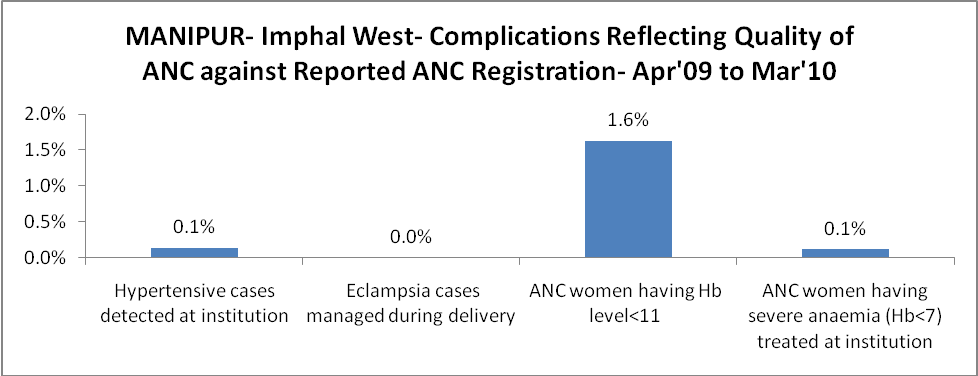 MANIPUR- Imphal West- Complications Reflecting Quality of
ANC against Reported ANC Registration- Apr'09 to Mar'10
2.0%
1.5%
1.0%
0.5%
0.0%
0.1%
0.0%
1.6%
0.1%
Hypertensive cases
detected at institution
Eclampsia cases
managed during delivery
ANC women having Hb
level<11
ANC women having
severe anaemia (Hb<7)
treated at institution